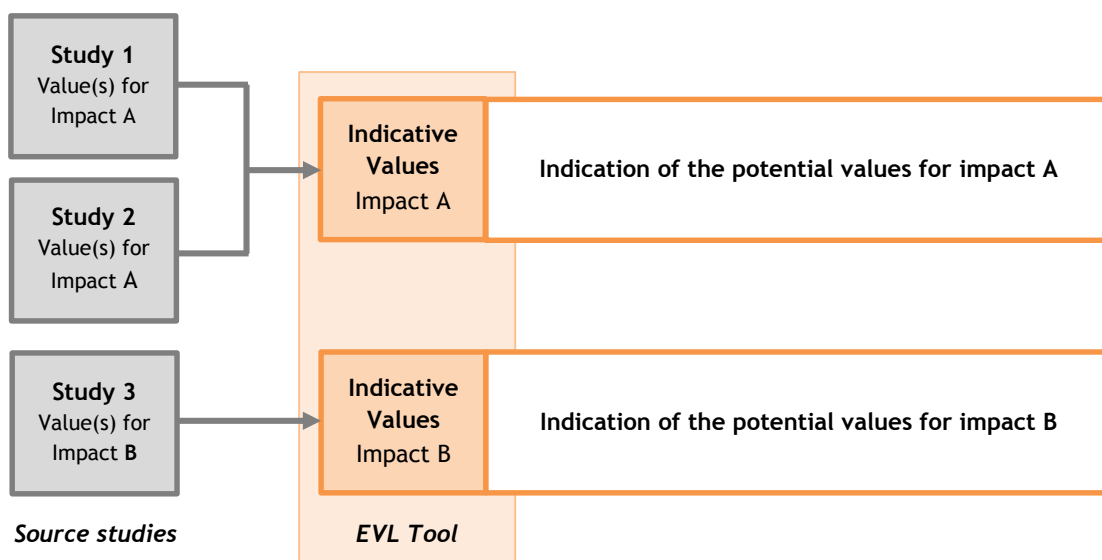 Study 1
Value(s) for
Impact A
Study 2
Value(s) for
Impact A
Indicative
Values
Impact A
Indication of the potential values for impact A
Study 3
Value(s) for
Impact B
Indicative
Values
Impact B
Indication of the potential values for impact B
Source studies
EVL Tool